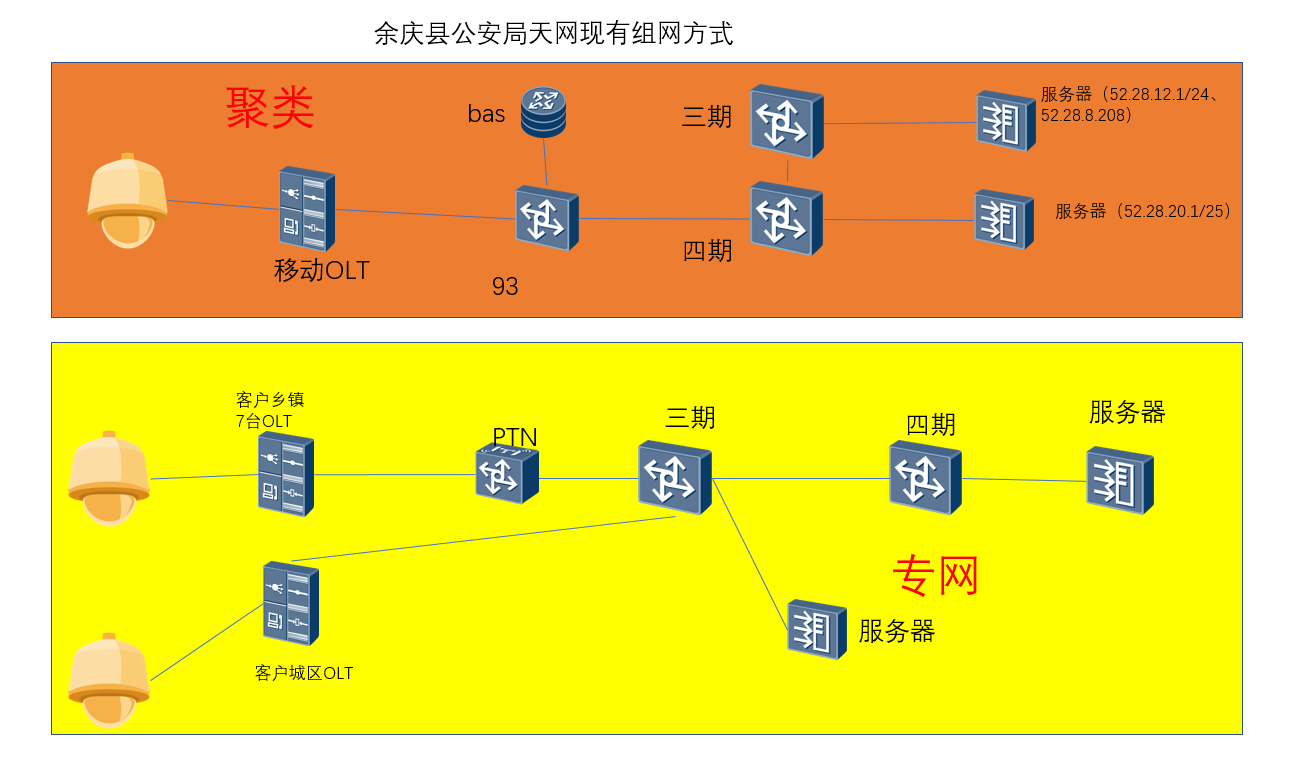 余庆县公安局天网现有组网方式
聚类
bas
三期
服务器（52.28.12.1/24、
52.28.8.208）
移动OLT
93
四期
服务器（52.28.20.1/25）
客户乡镇
7台OLT
PTN
三期
四期
服务器
专网
服务器
客户城区OLT